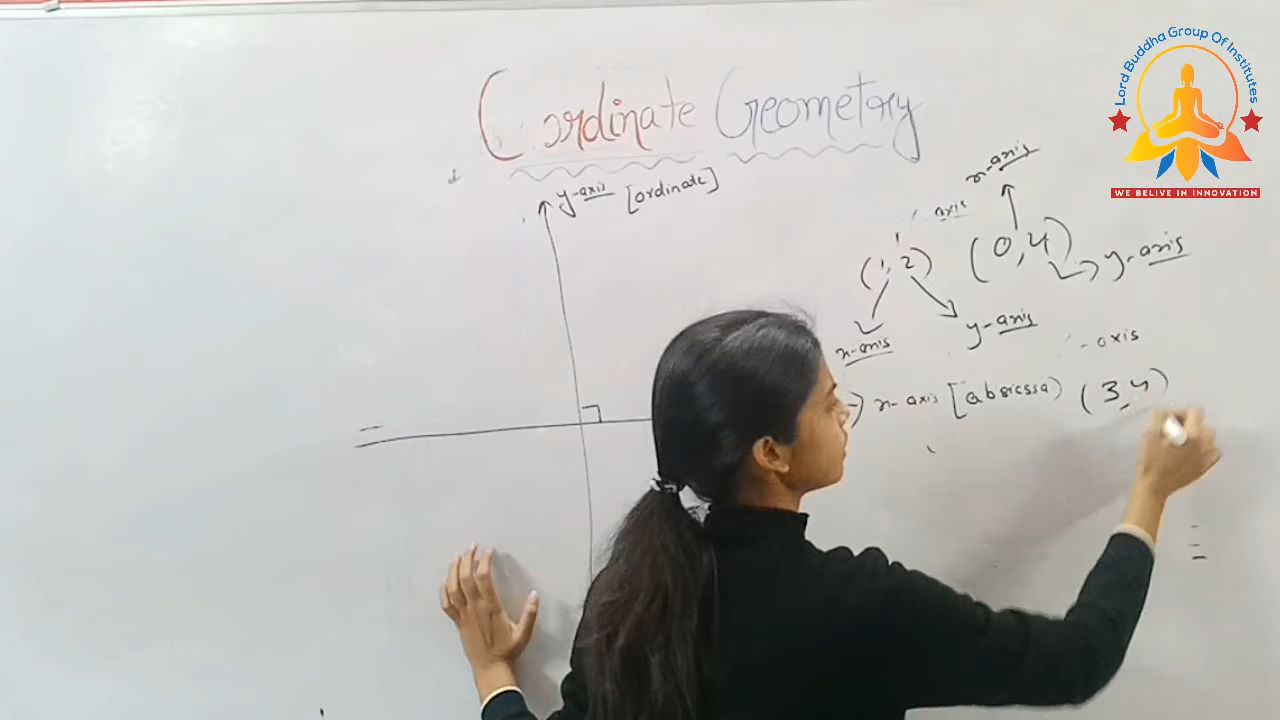 Coordinate Geometry
y-axis [ordinate]
x-axis
axis
(1, 2) (0, 4)
y-axis
y-axis
x-axis
-axis
x-axis [abscissa) (3, 4)
Lord Buddha Group Of Institutes
WE BELIVE IN INNOVATION